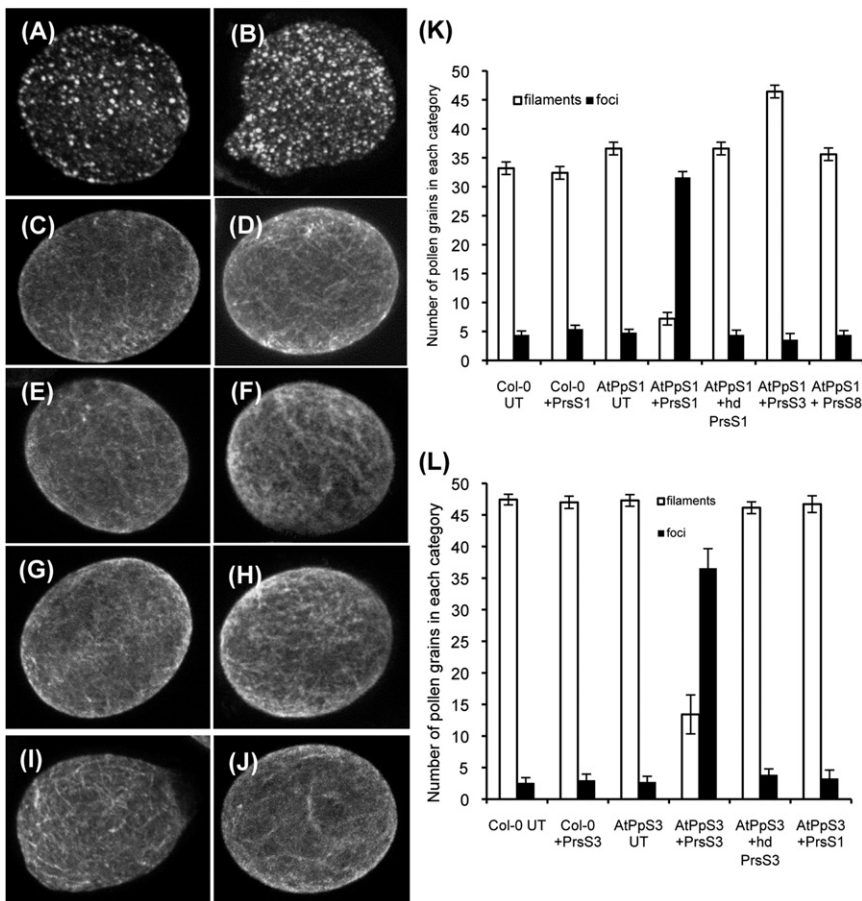 (A)
(B)
(C)
(D)
(E)
(F)
(G)
(H)
(I)
(J)
(K)
Number of pollen grains in each category
50
45
40
35
30
25
20
15
10
5
0
filaments foci
Col-0 Col-0 AtPpS1 AtPpS1 AtPpS1 AtPpS1 AtPpS1
UT +PrsS1 UT +PrsS1 +hd +PrsS3 + PrsS8
PrsS1
(L)
Number of pollen grains in each category
50
45
40
35
30
25
20
15
10
5
0
filaments
foci
Col-0 UT Col-0 AtPpS3 AtPpS3 AtPpS3 AtPpS3
+PrsS3 UT +PrsS3 +hd +PrsS1
PrsS3